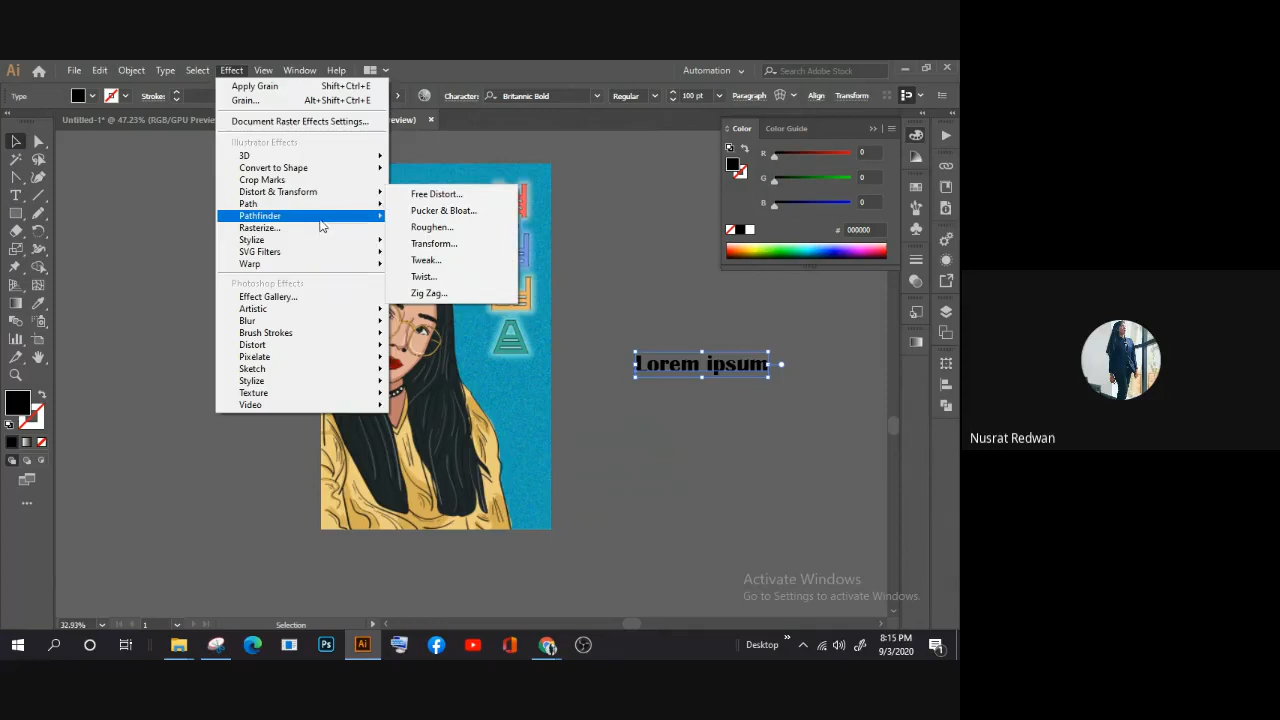 Ai File Edit Object Type Select Effect View Window Help Automation Search Adobe Stock
Type Stroke: Character: Britannic Bold Regular 100 pt Paragraph Align Transform
Untitled-1* @ 47.23% (RGB/GPU Preview) ×
Apply Grain Shift+Ctrl+E
Grain... Alt+Shift+Ctrl+E
Document Raster Effects Settings...
Illustrator Effects
3D
Convert to Shape
Crop Marks
Distort & Transform
Path
Pathfinder
Rasterize...
Stylize
SVG Filters
Warp
Photoshop Effects
Effect Gallery...
Artistic
Blur
Brush Strokes
Distort
Pixelate
Sketch
Stylize
Texture
Video
Free Distort...
Pucker & Bloat...
Roughen...
Transform...
Tweak...
Twist...
Zig Zag...
Color Color Guide
R 0
G 0
B 0
# 000000
Lorem ipsum
Nusrat Redwan
Activate Windows
Go to Settings to activate Windows.
32.93% 1 Selection
Ps Ai Desktop 8:15 PM
9/3/2020